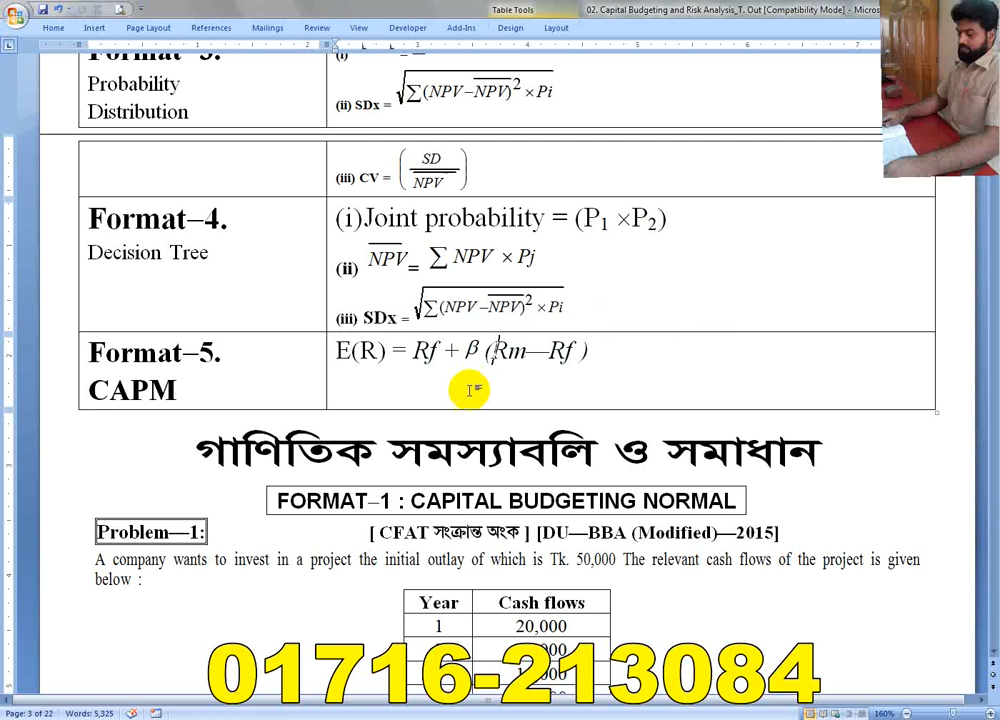 Table Tools
02. Capital Budgeting and Risk Analysis_T. Out [Compatibility Mode] - Micros
Home Insert Page Layout References Mailings Review View Developer Add-Ins Design Layout
Probability
Distribution
(ii) SDx = √∑(NPV−N̅P̅V̅)² × Pi
(iii) CV = (SD / N̅P̅V̅)
Format–4.
Decision Tree
(i)Joint probability = (P₁ ×P₂)
(ii) N̅P̅V̅ = ∑ NPV × Pj
(iii) SDx = √∑(NPV−N̅P̅V̅)² × Pi
Format–5.
CAPM
E(R) = Rf + β (Rm—Rf )
গাণিতিক সমস্যাবলি ও সমাধান
FORMAT–1 : CAPITAL BUDGETING NORMAL
Problem—1:
[ CFAT সংক্রান্ত অংক ] [DU—BBA (Modified)—2015]
A company wants to invest in a project the initial outlay of which is Tk. 50,000 The relevant cash flows of the project is given
below :
Year Cash flows
1 20,000
01716-213084
Page: 3 of 22 Words: 5,325 160%